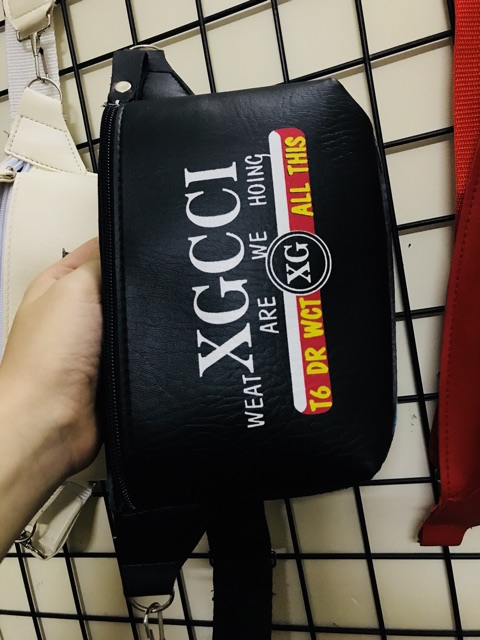 XGCCI
WEAT ARE WE HOING
T6 DR WCT XG ALL THIS